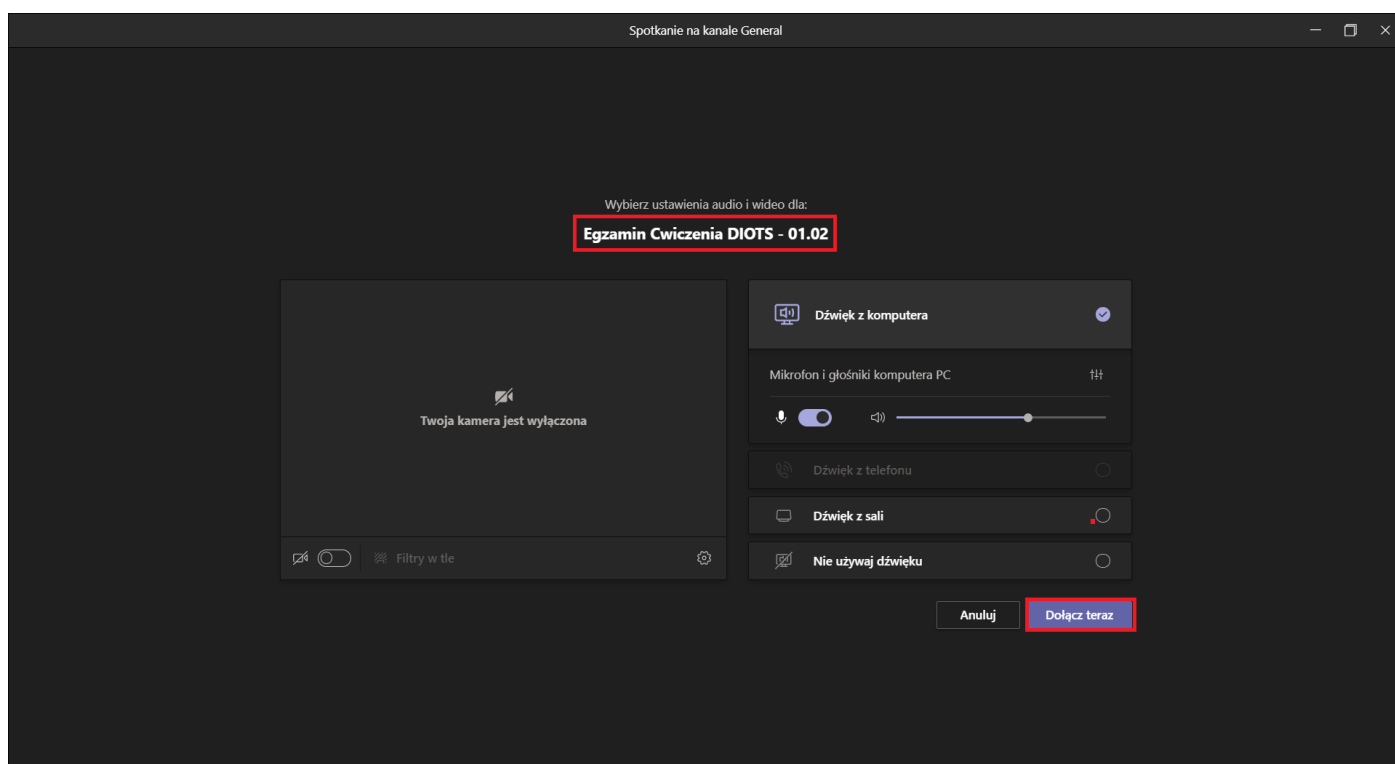 Spotkanie na kanale General
Wybierz ustawienia audio i wideo dla:
Egzamin Cwiczenia DIOTS - 01.02
Twoja kamera jest wyłączona
Filtry w tle
Dźwięk z komputera
Mikrofon i głośniki komputera PC
Dźwięk z telefonu
Dźwięk z sali
Nie używaj dźwięku
Anuluj
Dołącz teraz